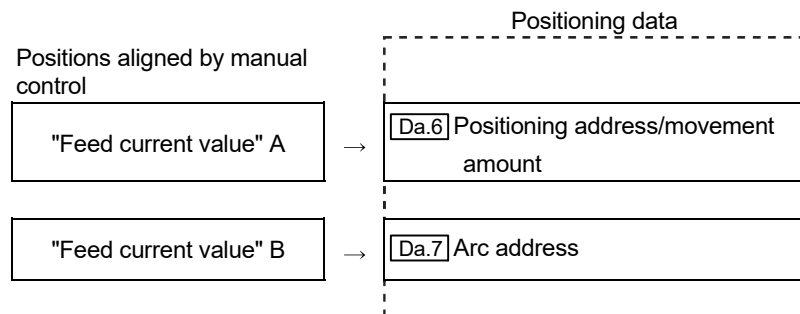 Positioning data
Positions aligned by manual
control
"Feed current value" A
→
Da.6 Positioning address/movement
amount
"Feed current value" B
→
Da.7 Arc address